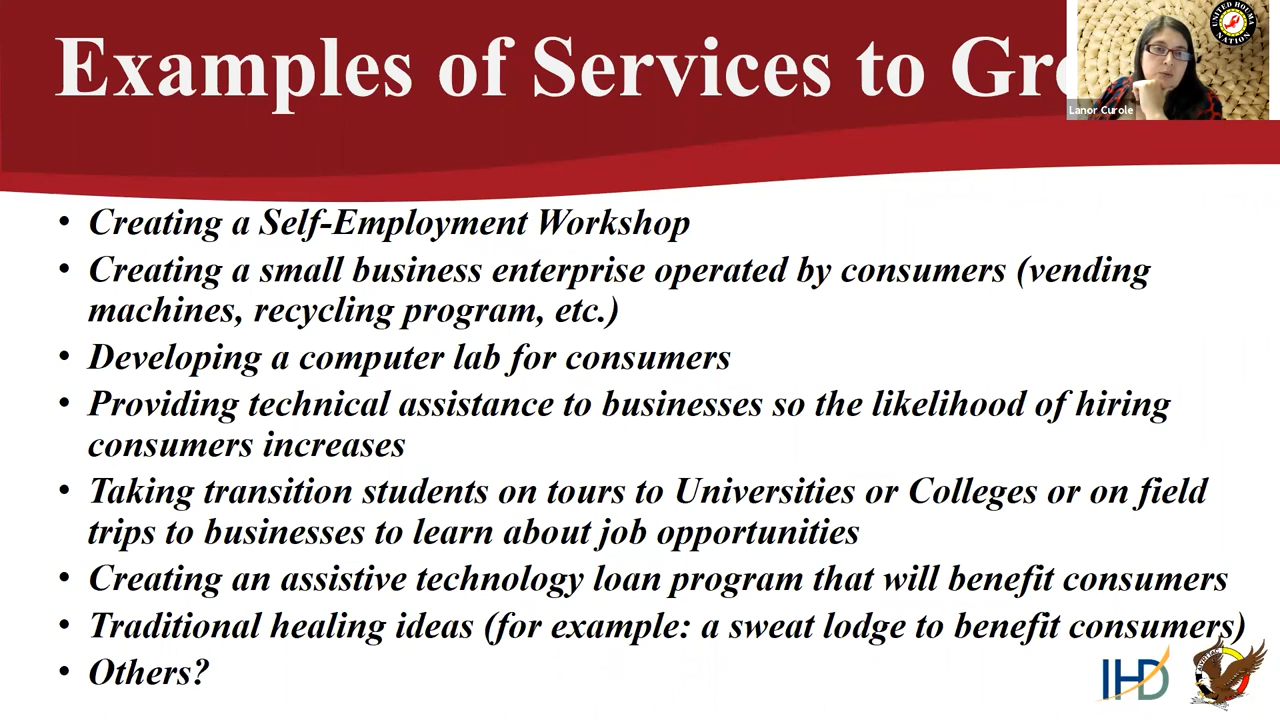 Examples of Services to Gr
UNITED HOUMA
NATION
Lanor Curole
• Creating a Self-Employment Workshop
• Creating a small business enterprise operated by consumers (vending
machines, recycling program, etc.)
• Developing a computer lab for consumers
• Providing technical assistance to businesses so the likelihood of hiring
consumers increases
• Taking transition students on tours to Universities or Colleges or on field
trips to businesses to learn about job opportunities
• Creating an assistive technology loan program that will benefit consumers
• Traditional healing ideas (for example: a sweat lodge to benefit consumers)
• Others?
IHD